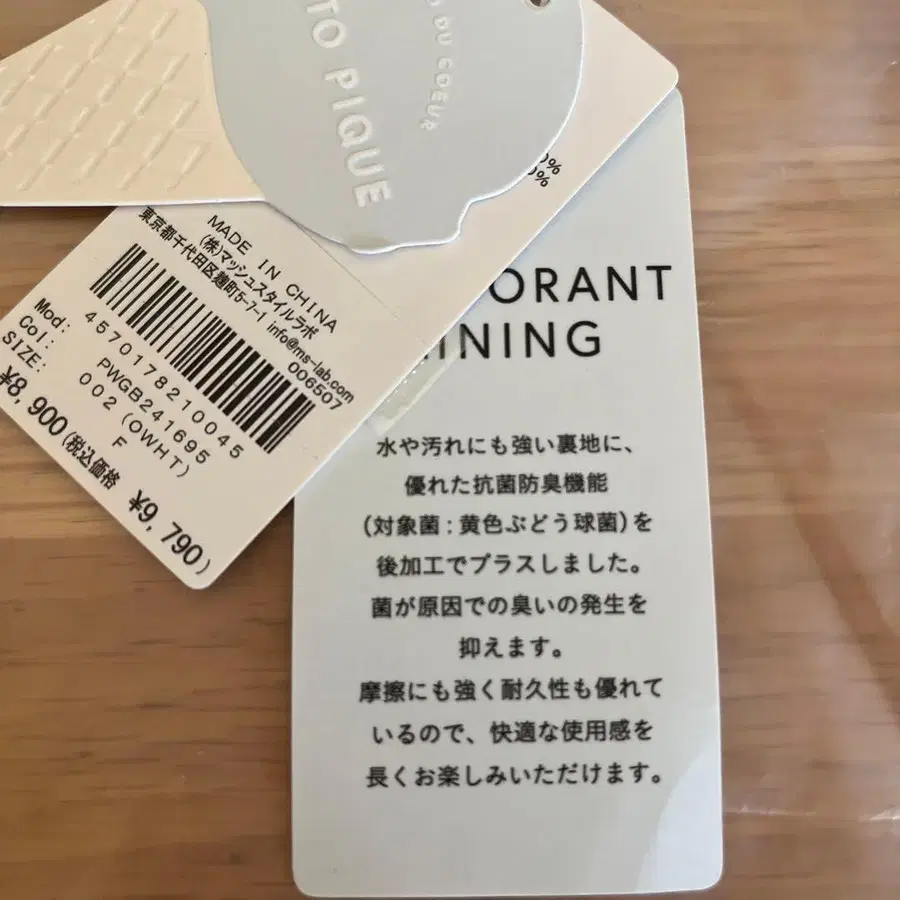 TO PIQUE
DU COEUR
0%
0%
MADE IN CHINA
(株)マッシュスタイルラボ
東京都千代田区麹町5-7-1 info@ms-lab.com
006507
4570178210045
Mod: PWGB241695
Col: 002 (OWHT)
SIZE: F
¥8,900(税込価格 ¥9,790)
ORANT
INING
水や汚れにも強い裏地に、
優れた抗菌防臭機能
(対象菌:黄色ぶどう球菌)を
後加工でプラスしました。
菌が原因での臭いの発生を
抑えます。
摩擦にも強く耐久性も優れて
いるので、快適な使用感を
長くお楽しみいただけます。